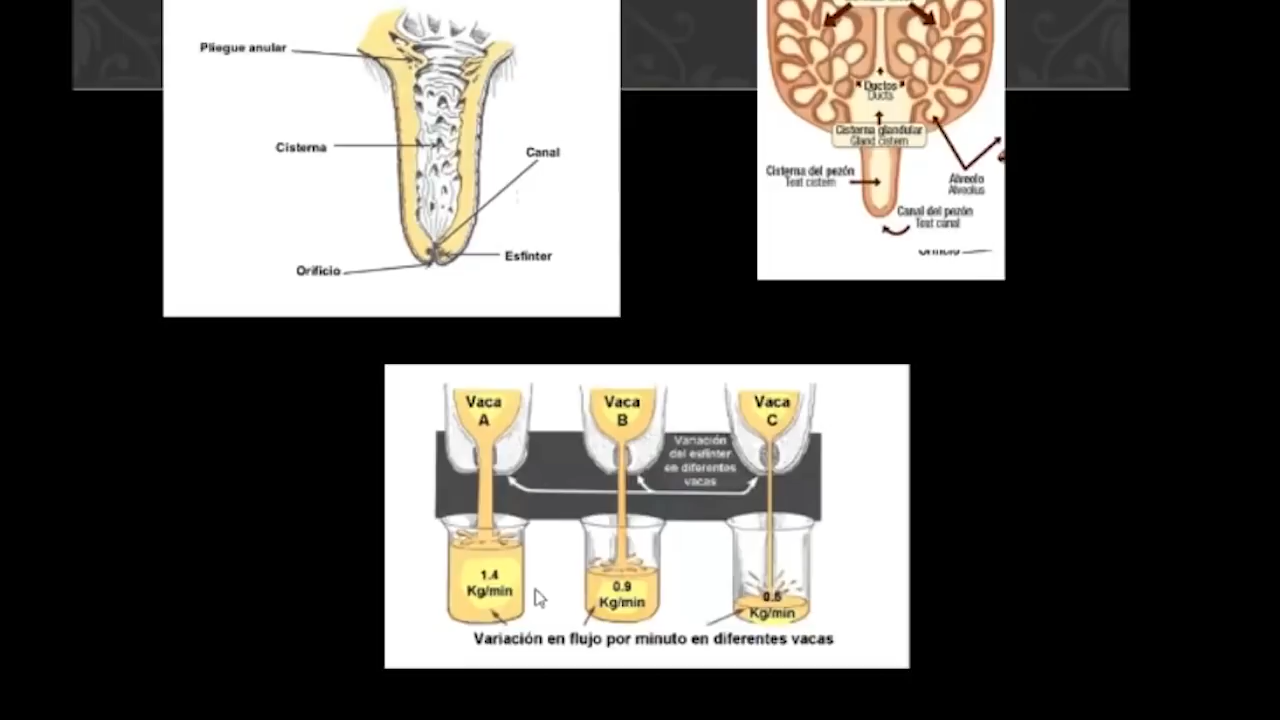 Pliegue anular
Cisterna
Canal
Esfinter
Orificio
Ductos
Ducts
Cisterna glandular
Gland cistern
Cisterna del pezón
Teat cistern
Alveolo
Alveolus
Canal del pezón
Teat canal
Vaca
A
Vaca
B
Vaca
C
Variación
del esfinter
en diferentes
vacas
1.4
Kg/min
0.9
Kg/min
Kg/min
Variación en flujo por minuto en diferentes vacas